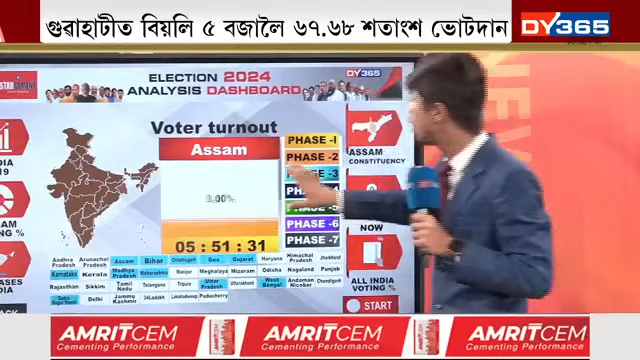 গুৱাহাটীত বিয়লি ৫ বজালৈ ৬৭.৬৮ শতাংশ ভোটদান
DY365
ELECTION 2024
ANALYSIS DASHBOARD
DY365
Voter turnout
Assam
05 : 51 : 31
PHASE -1
PHASE -2
PHASE -6
PHASE -7
ASSAM
CONSTITUENCY
NOW
ALL INDIA
VOTING %
START
Andhra Pradesh Arunachal Pradesh Assam Bihar Chattisgarh Goa Gujarat Haryana Himachal Pradesh Jharkhand
Karnataka Kerala Madhya Pradesh Maharashtra Manipur Meghalaya Mizoram Odisha Nagaland Punjab
Rajasthan Sikkim Tamil Nadu Telangana Tripura Uttar Pradesh Uttarakhand West Bengal Andaman Nicobar Chandigarh
Delhi Jammu Kashmir Ladakh Lakshadweep Puducherry
AMRITCEM
Cementing Performance
AMRITCEM
Cementing Performance
AMRITCEM
Cementing Performance